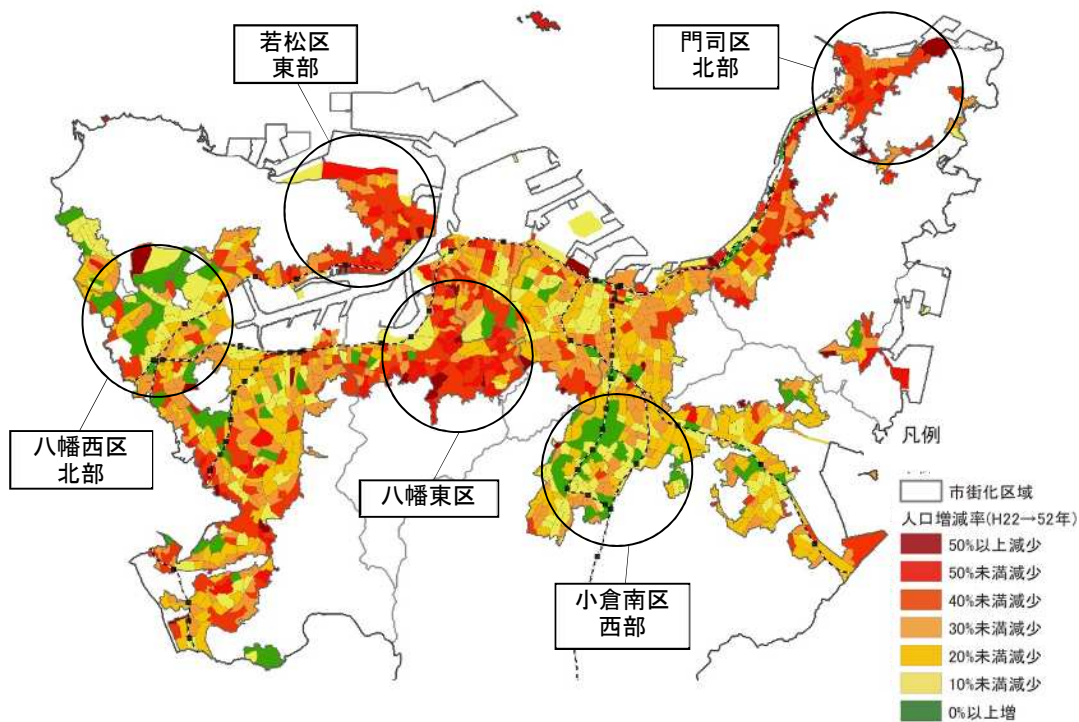 若松区
東部
門司区
北部
八幡西区
北部
八幡東区
小倉南区
西部
凡例
市街化区域
人口増減率(H22→52年)
50%以上減少
50%未満減少
40%未満減少
30%未満減少
20%未満減少
10%未満減少
0%以上増